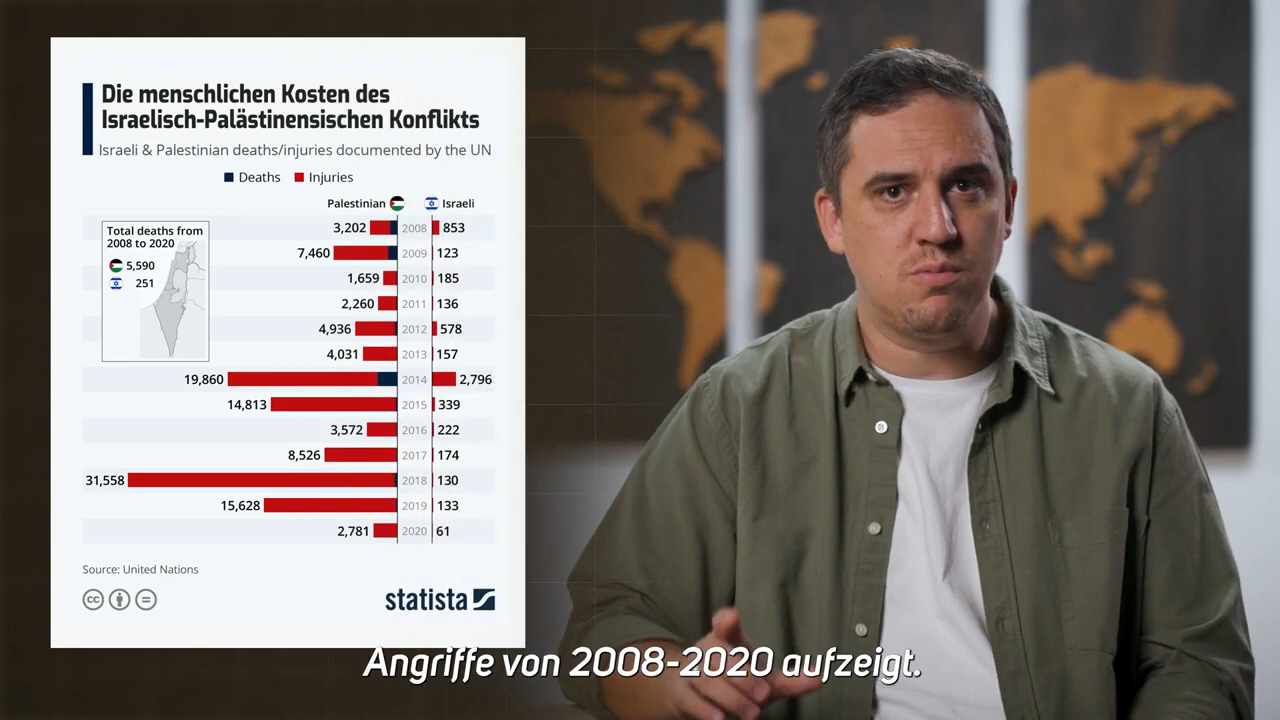 Die menschlichen Kosten des
Israelisch-Palästinensischen Konflikts
Israeli & Palestinian deaths/injuries documented by the UN
Deaths Injuries
Palestinian Israeli
Total deaths from
2008 to 2020
5,590
251
3,202 2008 853
7,460 2009 123
1,659 2010 185
2,260 2011 136
4,936 2012 578
4,031 2013 157
19,860 2014 2,796
14,813 2015 339
3,572 2016 222
8,526 2017 174
31,558 2018 130
15,628 2019 133
2,781 2020 61
Source: United Nations
cc
statista
Angriffe von 2008-2020 aufzeigt.